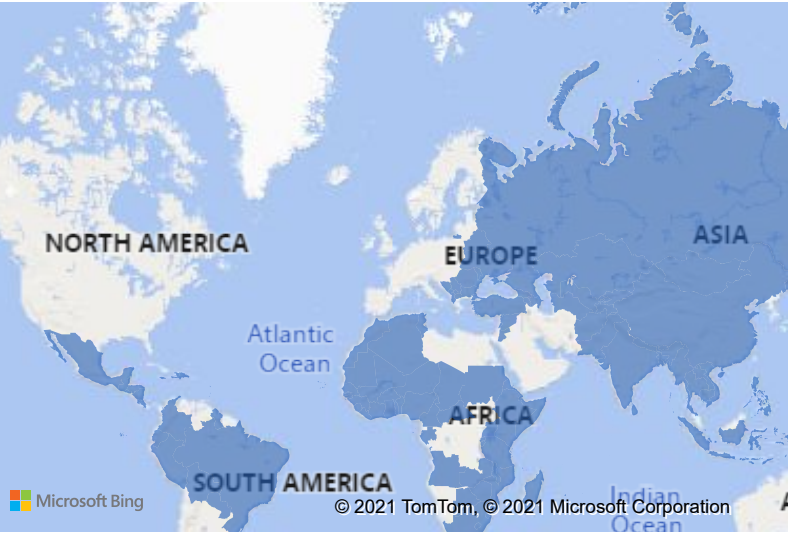 NORTH AMERICA
ASIA
EUROPE
Atlantic
Ocean
AFRICA
SOUTH AMERICA
Microsoft Bing
Indian
Ocean
A
© 2021 TomTom, © 2021 Microsoft Corporation